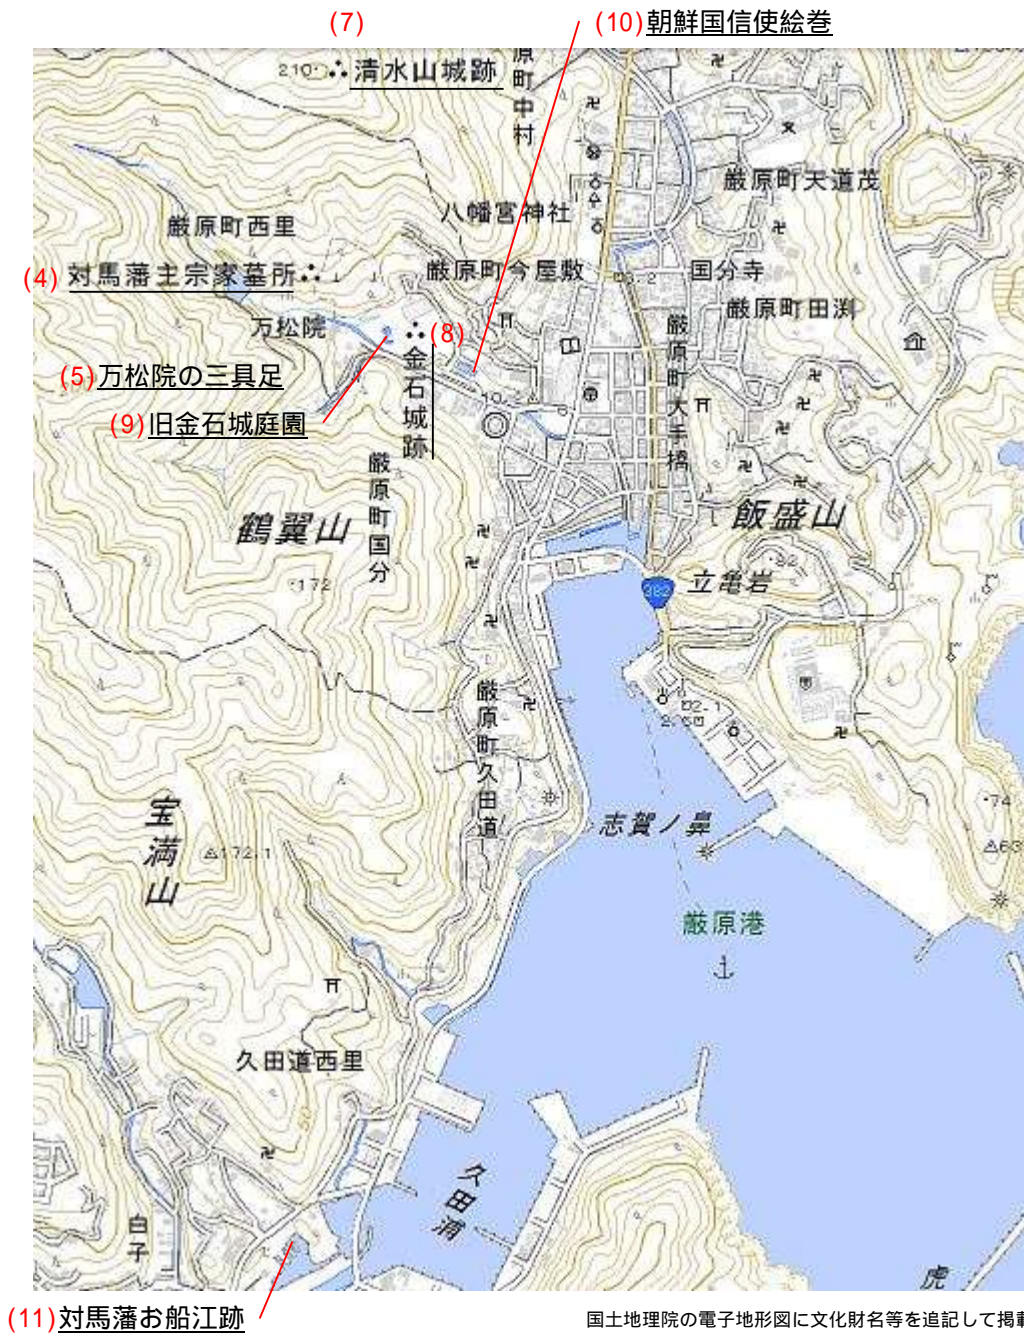 (7)
(10)朝鮮国信使絵巻
210
清水山城跡
原町中村
厳原町天道茂
八幡宮神社
厳原町西里
(4)対馬藩主宗家墓所
厳原町今屋敷
国分寺
厳原町田渕
万松院
(8)
金石城跡
厳原町大手橋
(5)万松院の三具足
(9)旧金石城庭園
厳原町国分
鶴翼山
飯盛山
172
382
立亀岩
厳原町久田道
宝満山
172.1
志賀ノ鼻
74
63
厳原港
久田道西里
久田浦
白子
虎
(11)対馬藩お船江跡
国土地理院の電子地形図に文化財名等を追記して掲載